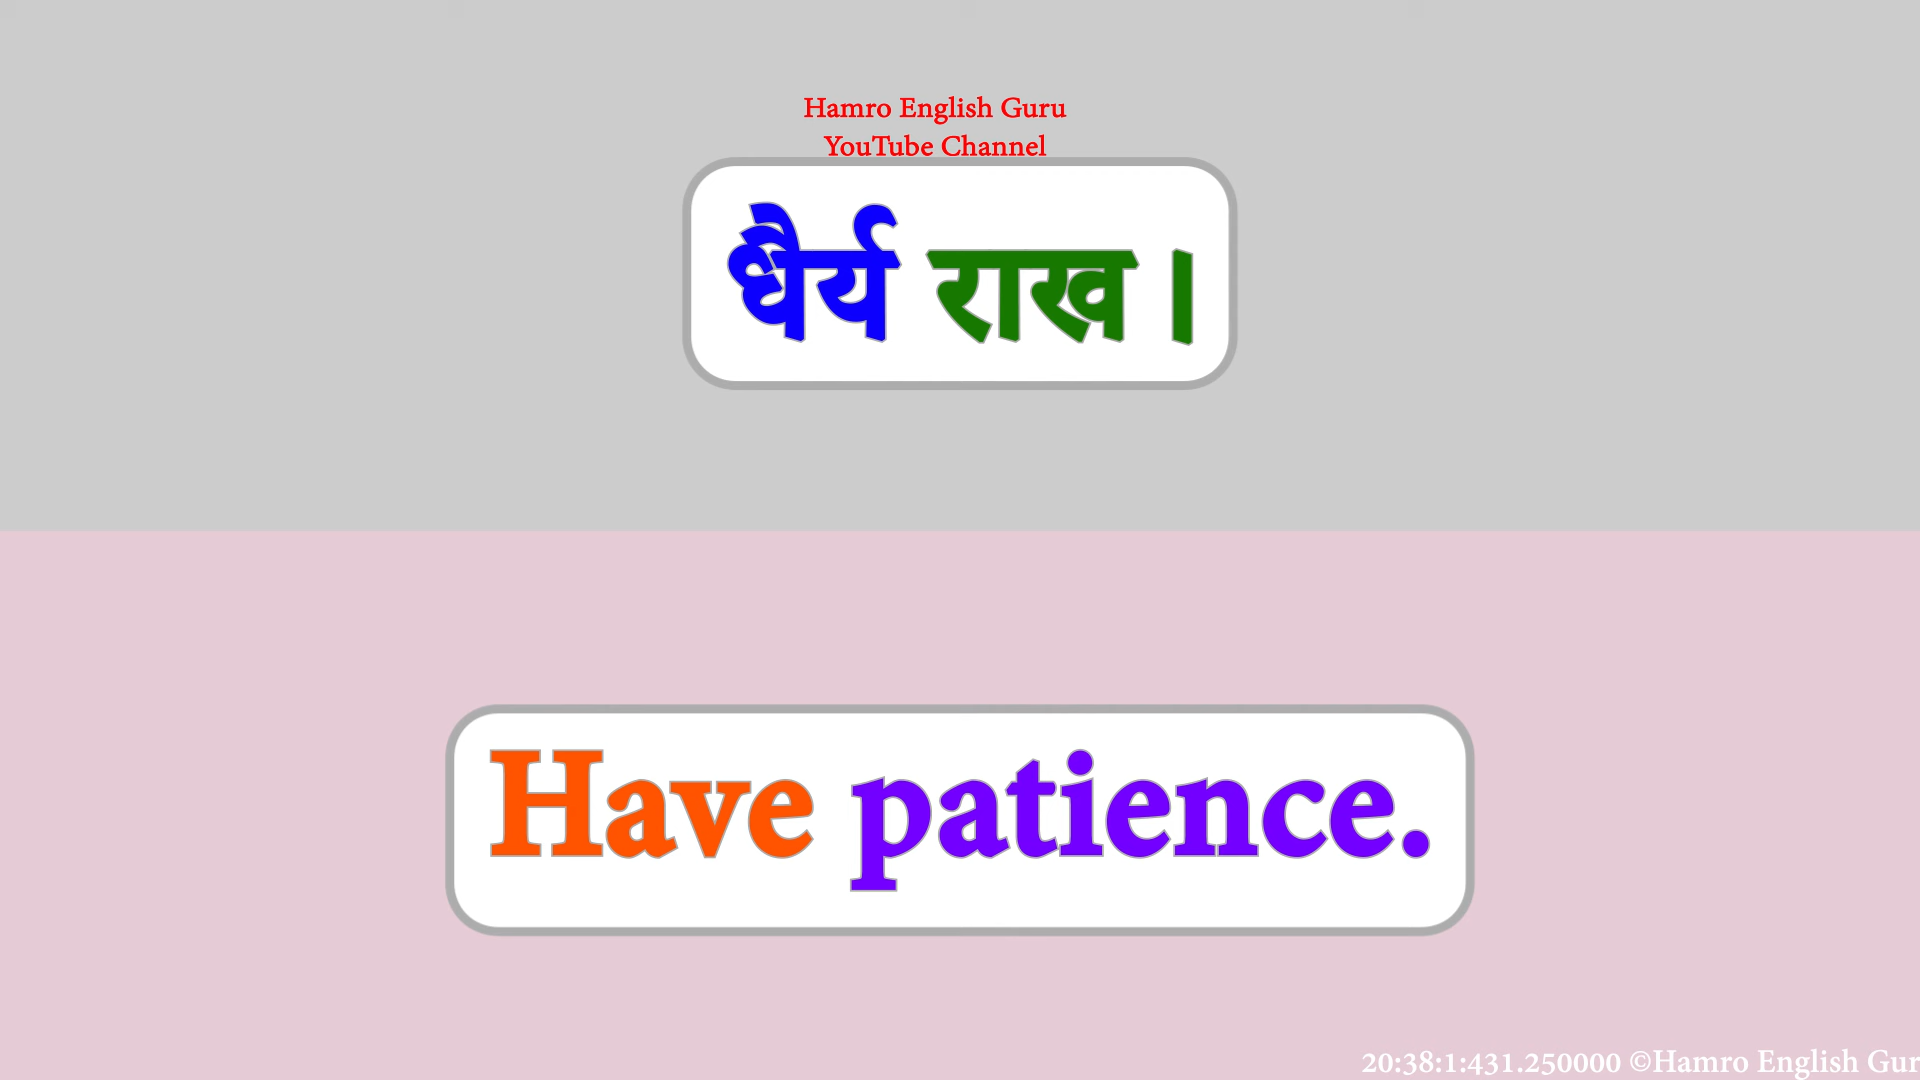 Hamro English Guru
YouTube Channel
धैर्य राख ।
Have patience.
20:38:1:431.250000 ©Hamro English Gur